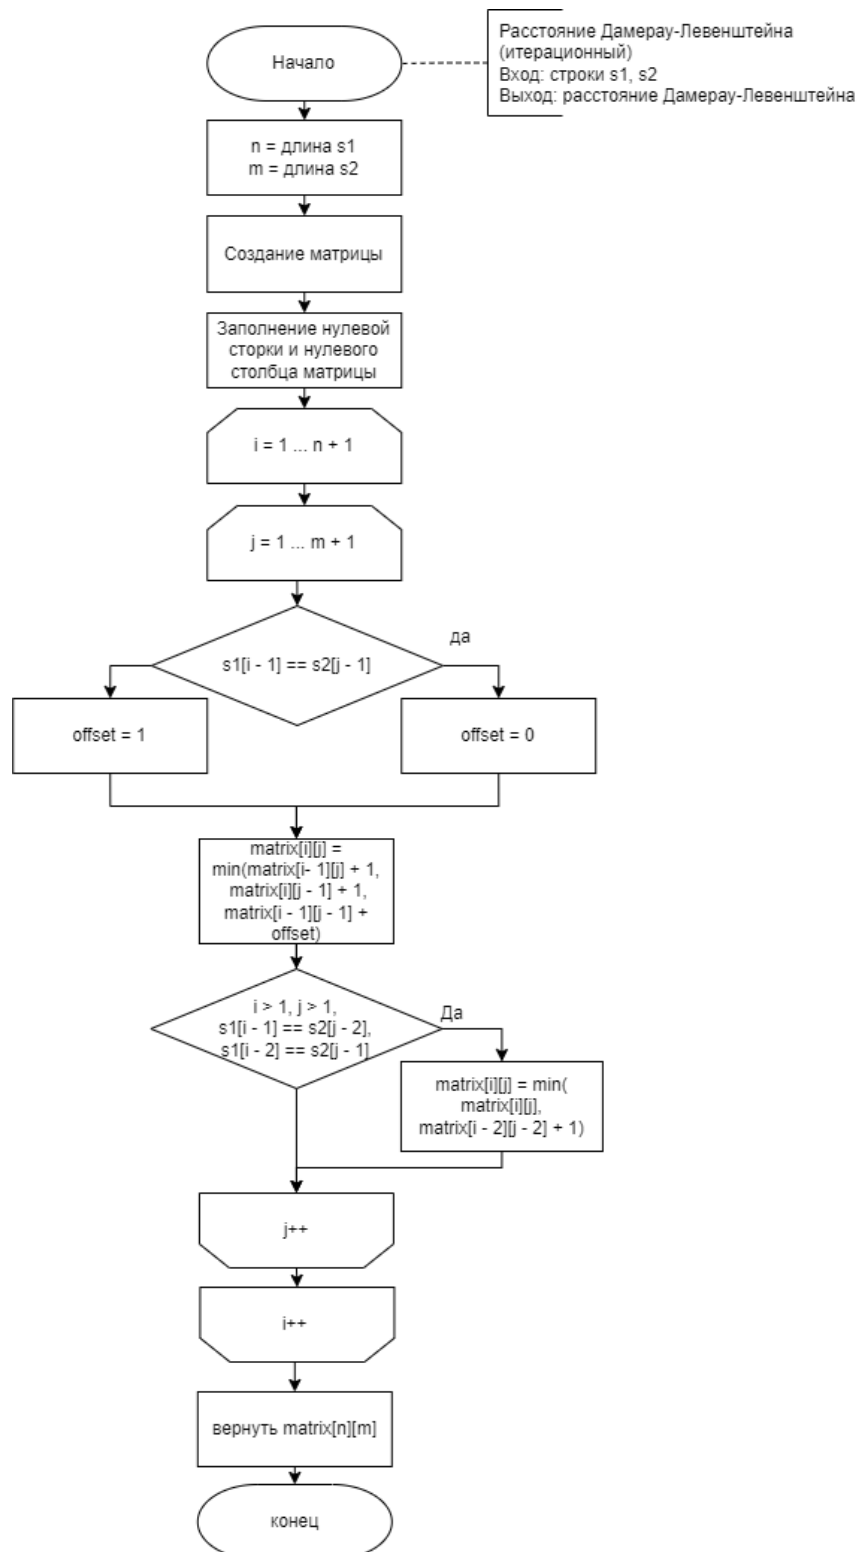 Начало
Расстояние Дамерау-Левенштейна
(итерационный)
Вход: строки s1, s2
Выход: расстояние Дамерау-Левенштейна
n = длина s1
m = длина s2
Создание матрицы
Заполнение нулевой
сторки и нулевого
столбца матрицы
i = 1 ... n + 1
j = 1 ... m + 1
s1[i - 1] == s2[j - 1]
да
offset = 1
offset = 0
matrix[i][j] =
min(matrix[i- 1][j] + 1,
matrix[i][j - 1] + 1,
matrix[i - 1][j - 1] +
offset)
i > 1, j > 1,
s1[i - 1] == s2[j - 2],
s1[i - 2] == s2[j - 1]
Да
matrix[i][j] = min(
matrix[i][j],
matrix[i - 2][j - 2] + 1)
j++
i++
вернуть matrix[n][m]
конец